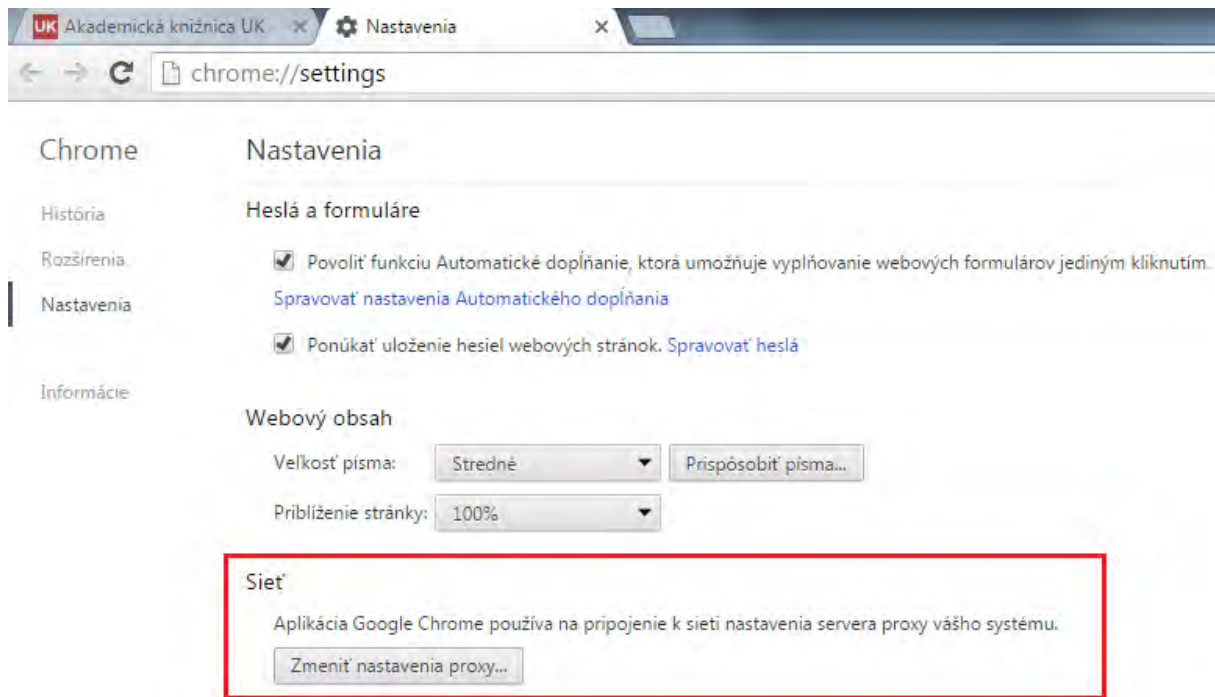 UK Akademická knižnica UK
Nastavenia
chrome://settings
Chrome
História
Rozšírenia
Nastavenia
Informácie
Nastavenia
Heslá a formuláre
Povoliť funkciu Automatické dopĺňanie, ktorá umožňuje vyplňovanie webových formulárov jediným kliknutím.
Spravovať nastavenia Automatického dopĺňania
Ponúkať uloženie hesiel webových stránok. Spravovať heslá
Webový obsah
Veľkosť písma: Stredné Prispôsobiť písma...
Priblíženie stránky: 100%
Sieť
Aplikácia Google Chrome používa na pripojenie k sieti nastavenia servera proxy vášho systému.
Zmeniť nastavenia proxy...